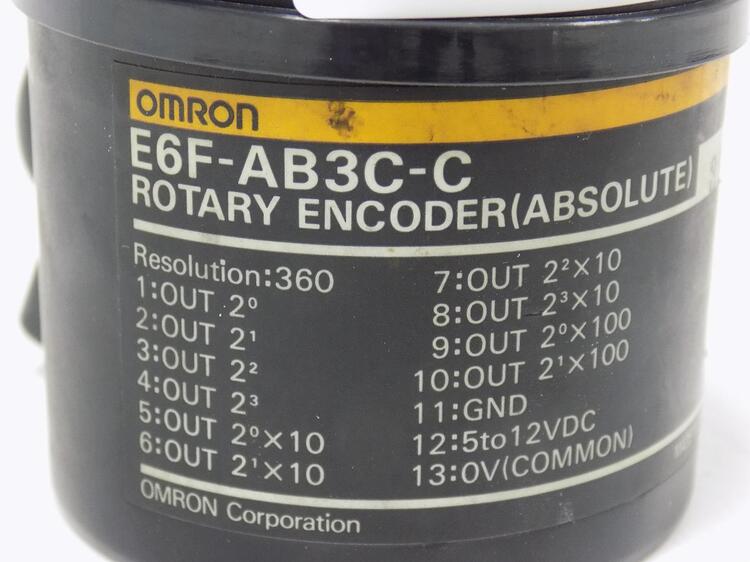 OMRON
E6F-AB3C-C
ROTARY ENCODER(ABSOLUTE)
Resolution:360
1:OUT 2⁰
2:OUT 2¹
3:OUT 2²
4:OUT 2³
5:OUT 2⁰×10
6:OUT 2¹×10
7:OUT 2²×10
8:OUT 2³×10
9:OUT 2⁰×100
10:OUT 2¹×100
11:GND
12:5to12VDC
13:0V(COMMON)
OMRON Corporation